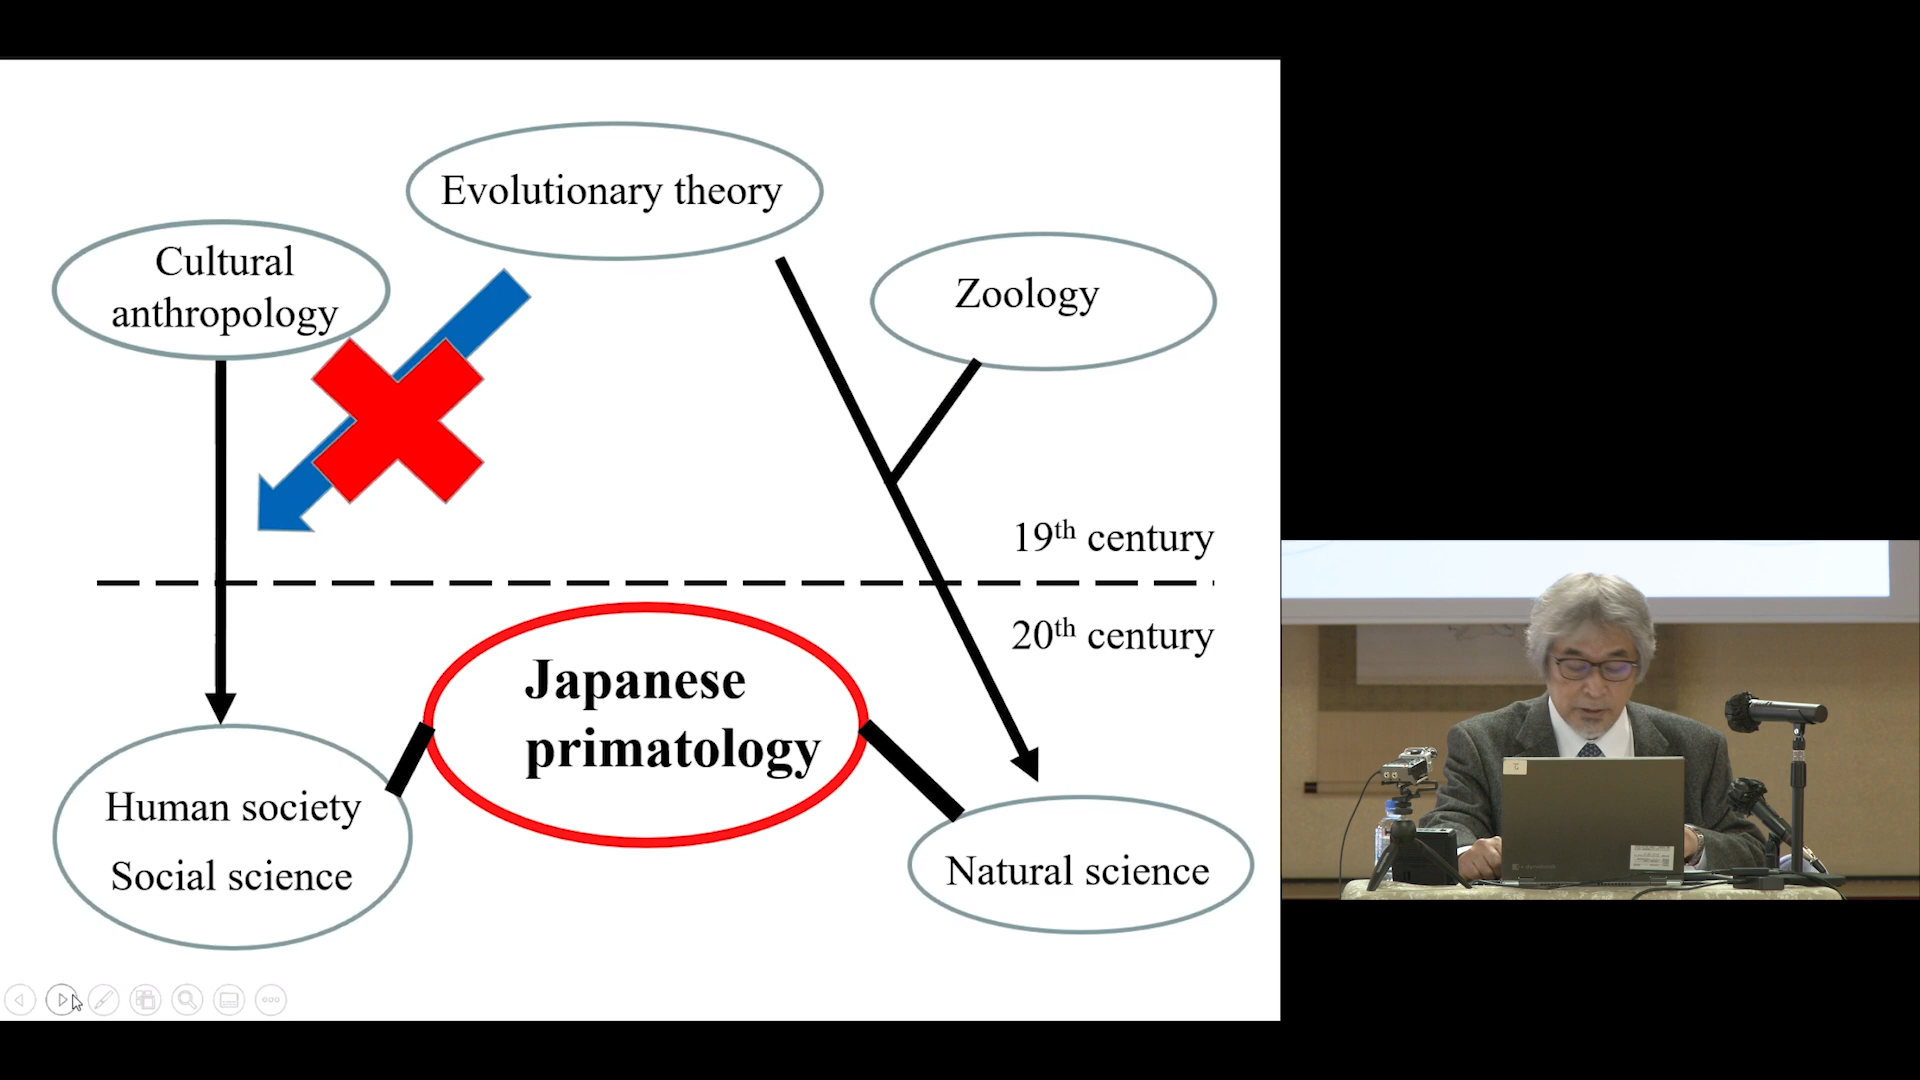 Evolutionary theory
Cultural
anthropology
Zoology
19th century
20th century
Japanese
primatology
Human society
Social science
Natural science